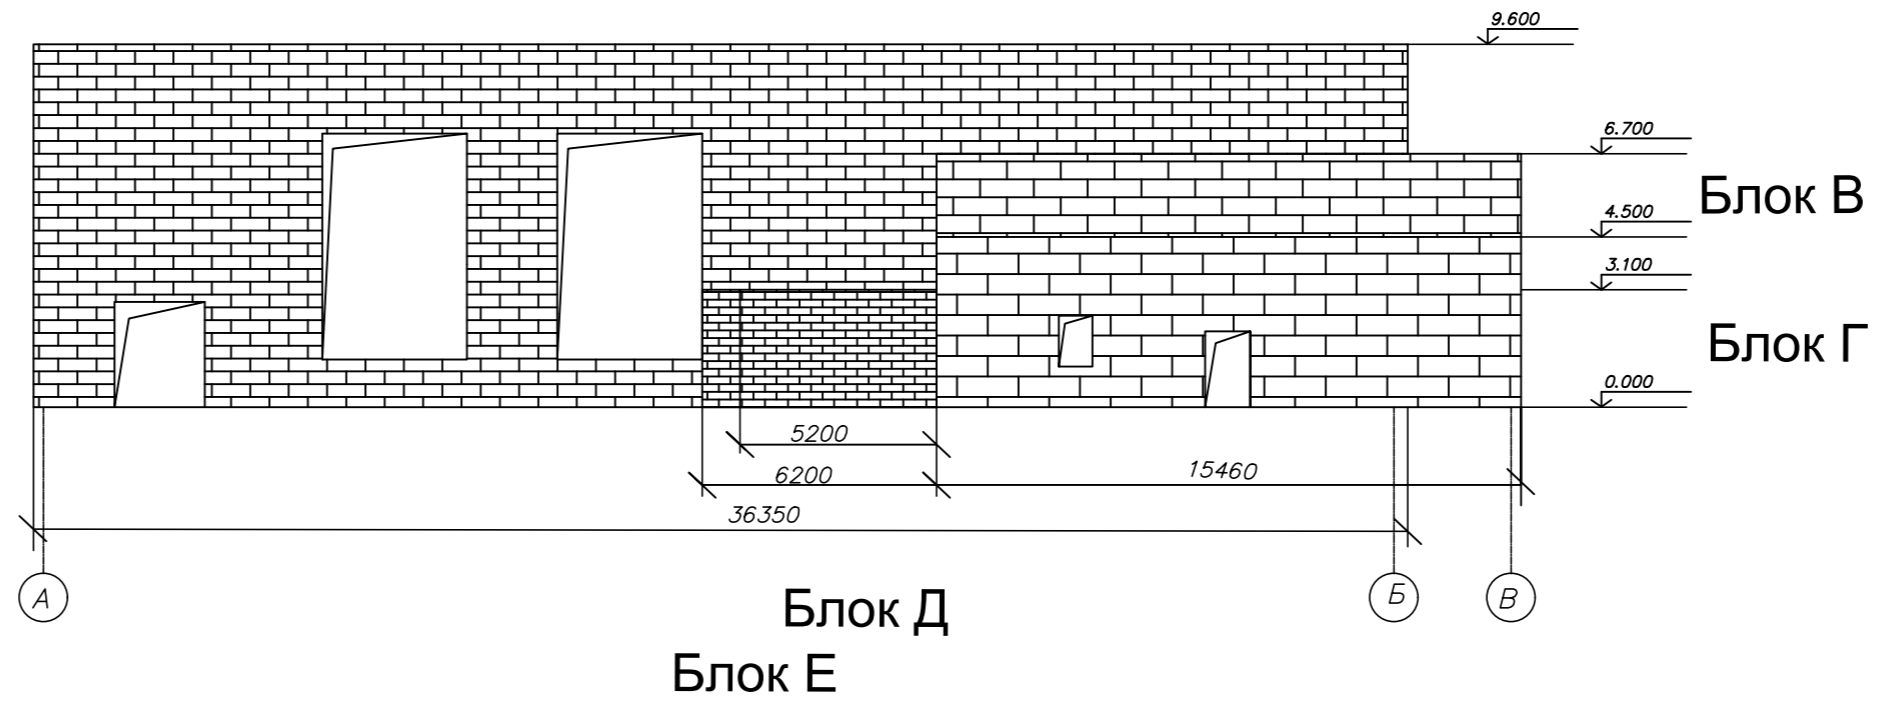 9.600
6.700
Блок В
4.500
3.100
Блок Г
0.000
5200
6200
15460
36350
А
Б
В
Блок Д
Блок Е